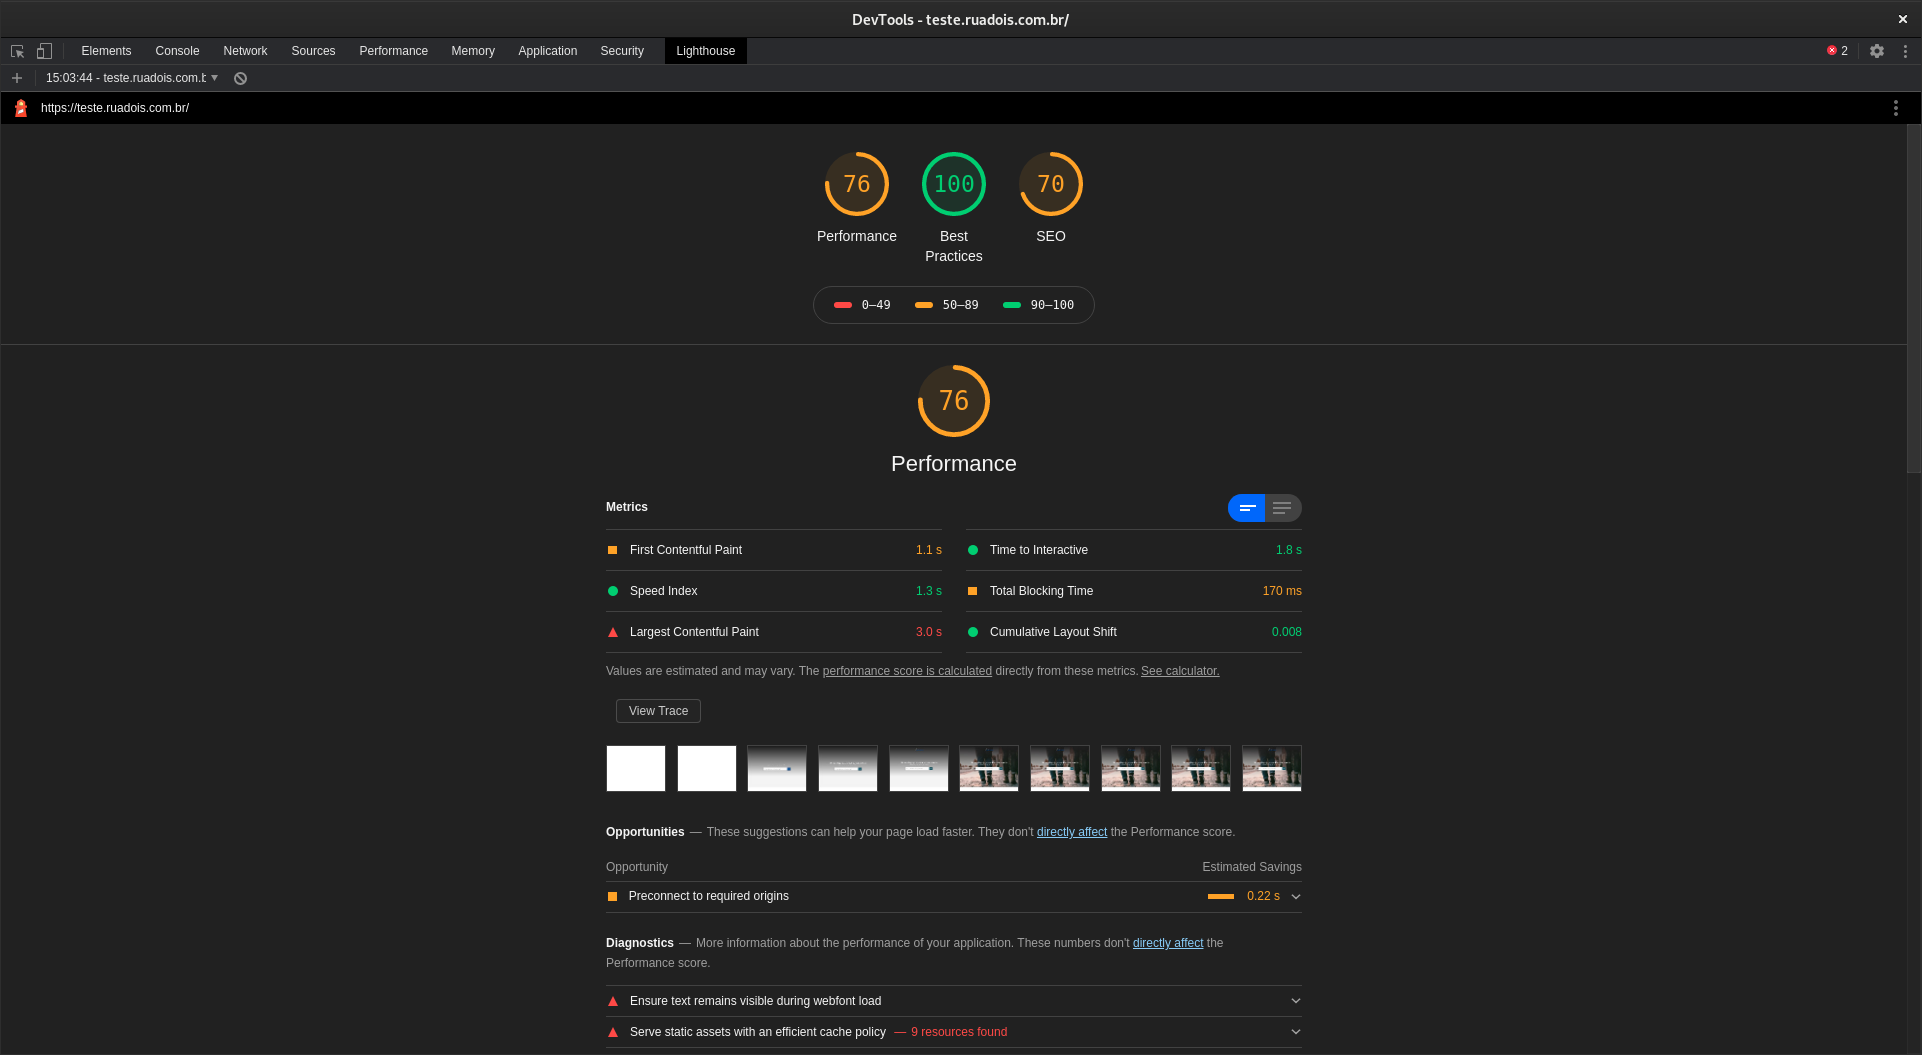 DevTools - teste.ruadois.com.br/
Elements Console Network Sources Performance Memory Application Security Lighthouse 2
15:03:44 - teste.ruadois.com.b
https://teste.ruadois.com.br/
76 100 70
Performance Best Practices SEO
0–49 50–89 90–100
76
Performance
Metrics
First Contentful Paint 1.1 s Time to Interactive 1.8 s
Speed Index 1.3 s Total Blocking Time 170 ms
Largest Contentful Paint 3.0 s Cumulative Layout Shift 0.008
Values are estimated and may vary. The performance score is calculated directly from these metrics. See calculator.
View Trace
Opportunities — These suggestions can help your page load faster. They don't directly affect the Performance score.
Opportunity Estimated Savings
Preconnect to required origins 0.22 s
Diagnostics — More information about the performance of your application. These numbers don't directly affect the
Performance score.
Ensure text remains visible during webfont load
Serve static assets with an efficient cache policy — 9 resources found